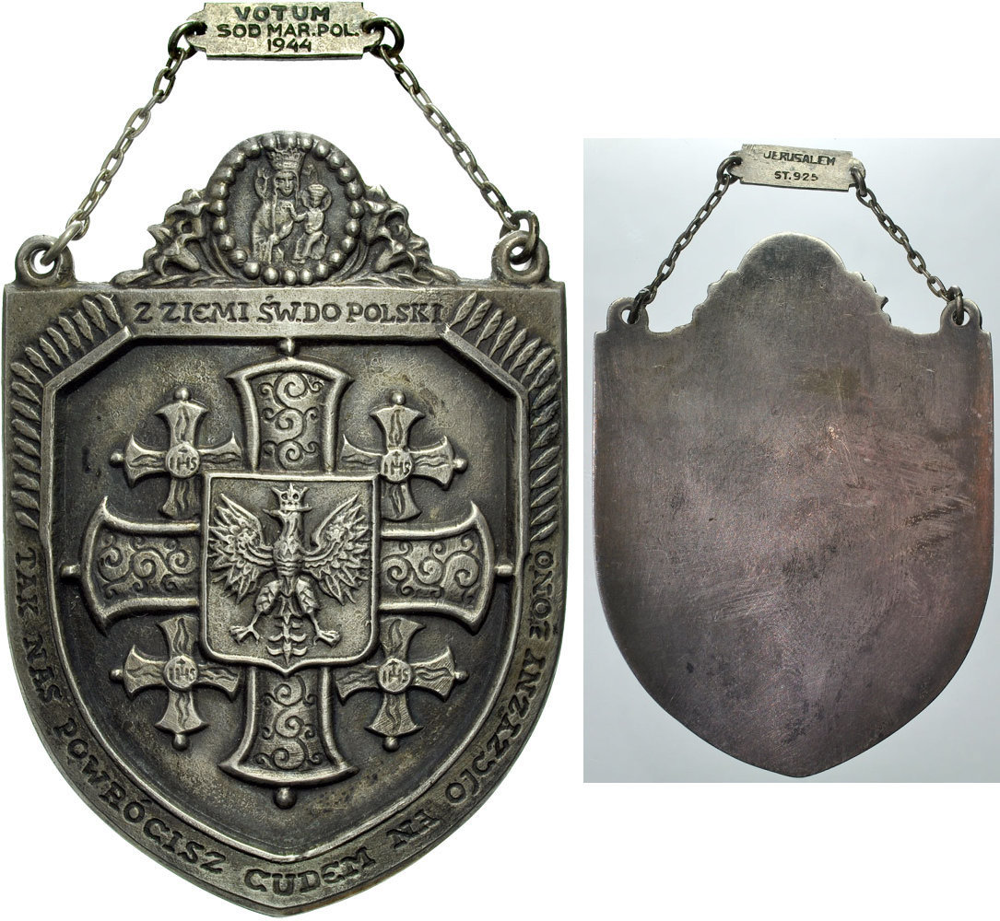 VOTUM
SOD MAR. POL.
1944
Z ZIEMI ŚW. DO POLSKI
TAK NAS POWRÓCISZ CUDEM NA OJCZYZNY ŁONO
IHS
IHS
IHS
IHS
JERUSALEM
ST. 925